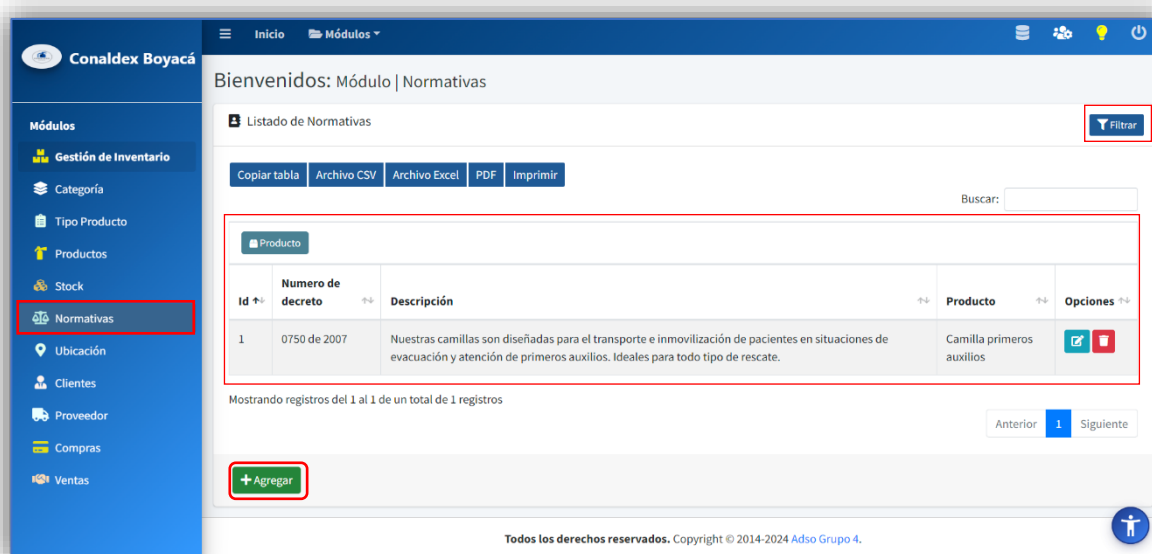 Conaldex Boyacá
Inicio
Módulos
Bienvenidos: Módulo | Normativas
Módulos
Gestión de Inventario
Categoría
Tipo Producto
Productos
Stock
Normativas
Ubicación
Clientes
Proveedor
Compras
Ventas
Listado de Normativas
Filtrar
Copiar tabla Archivo CSV Archivo Excel PDF Imprimir
Buscar:
Producto
Id Numero de decreto Descripción Producto Opciones
1 0750 de 2007 Nuestras camillas son diseñadas para el transporte e inmovilización de pacientes en situaciones de
evacuación y atención de primeros auxilios. Ideales para todo tipo de rescate.
Camilla primeros
auxilios
Mostrando registros del 1 al 1 de un total de 1 registros
Anterior 1 Siguiente
+ Agregar
Todos los derechos reservados. Copyright © 2014-2024 Adso Grupo 4.